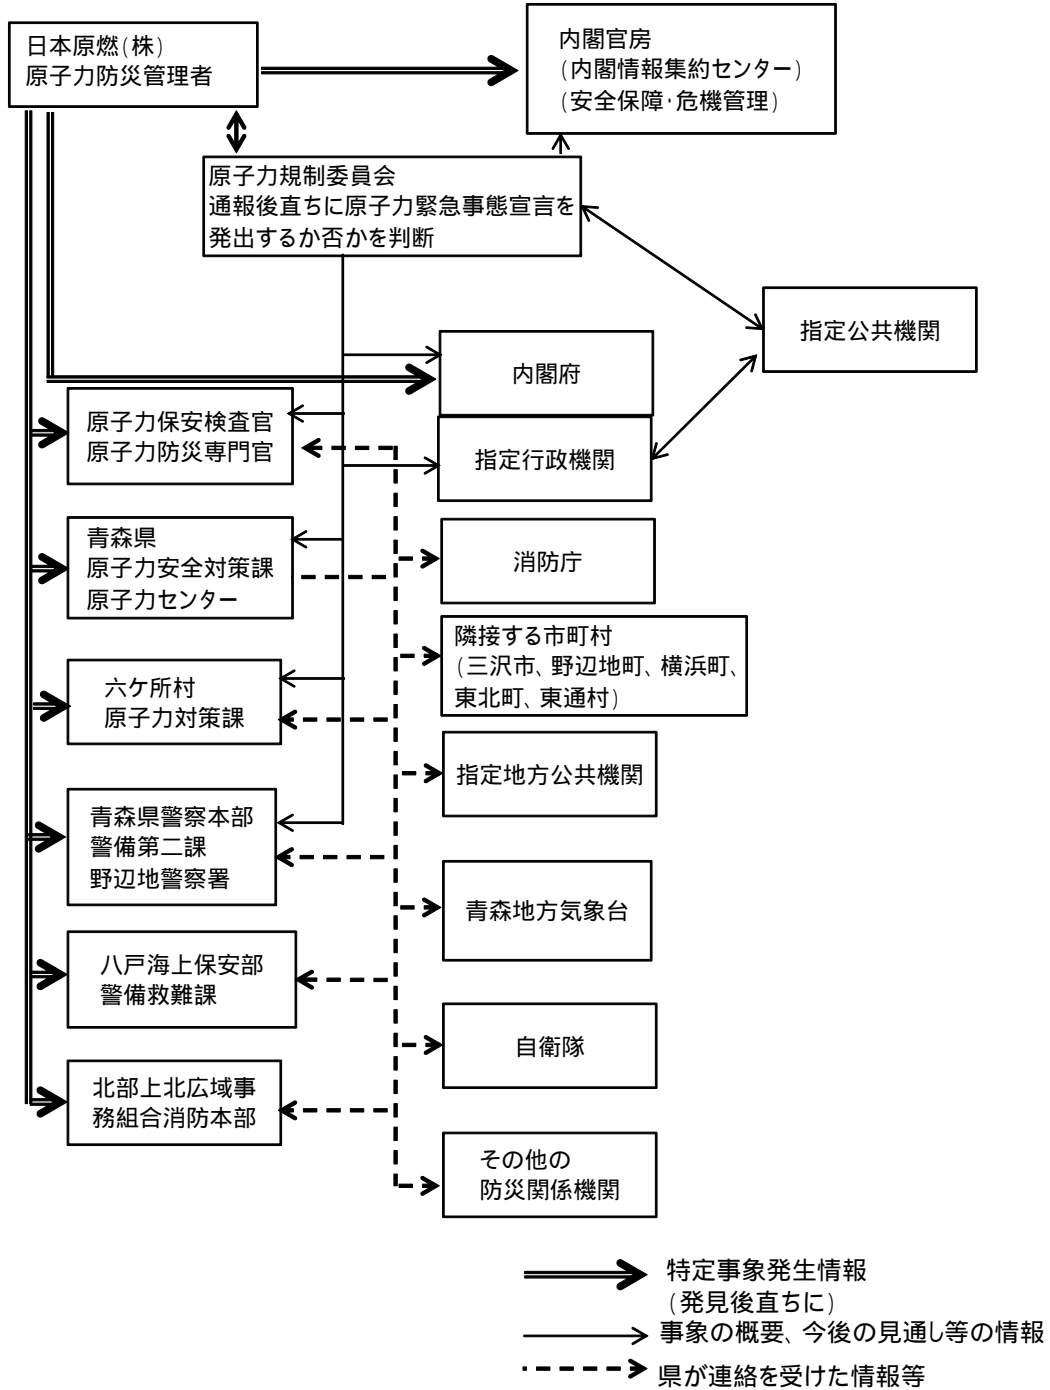 日本原燃(株)
原子力防災管理者
内閣官房
(内閣情報集約センター)
(安全保障・危機管理)
原子力規制委員会
通報後直ちに原子力緊急事態宣言を
発出するか否かを判断
指定公共機関
内閣府
原子力保安検査官
原子力防災専門官
指定行政機関
青森県
原子力安全対策課
原子力センター
消防庁
隣接する市町村
(三沢市、野辺地町、横浜町、
東北町、東通村)
六ケ所村
原子力対策課
指定地方公共機関
青森県警察本部
警備第二課
野辺地警察署
青森地方気象台
八戸海上保安部
警備救難課
自衛隊
北部上北広域事
務組合消防本部
その他の
防災関係機関
特定事象発生情報
(発見後直ちに)
事象の概要、今後の見通し等の情報
県が連絡を受けた情報等